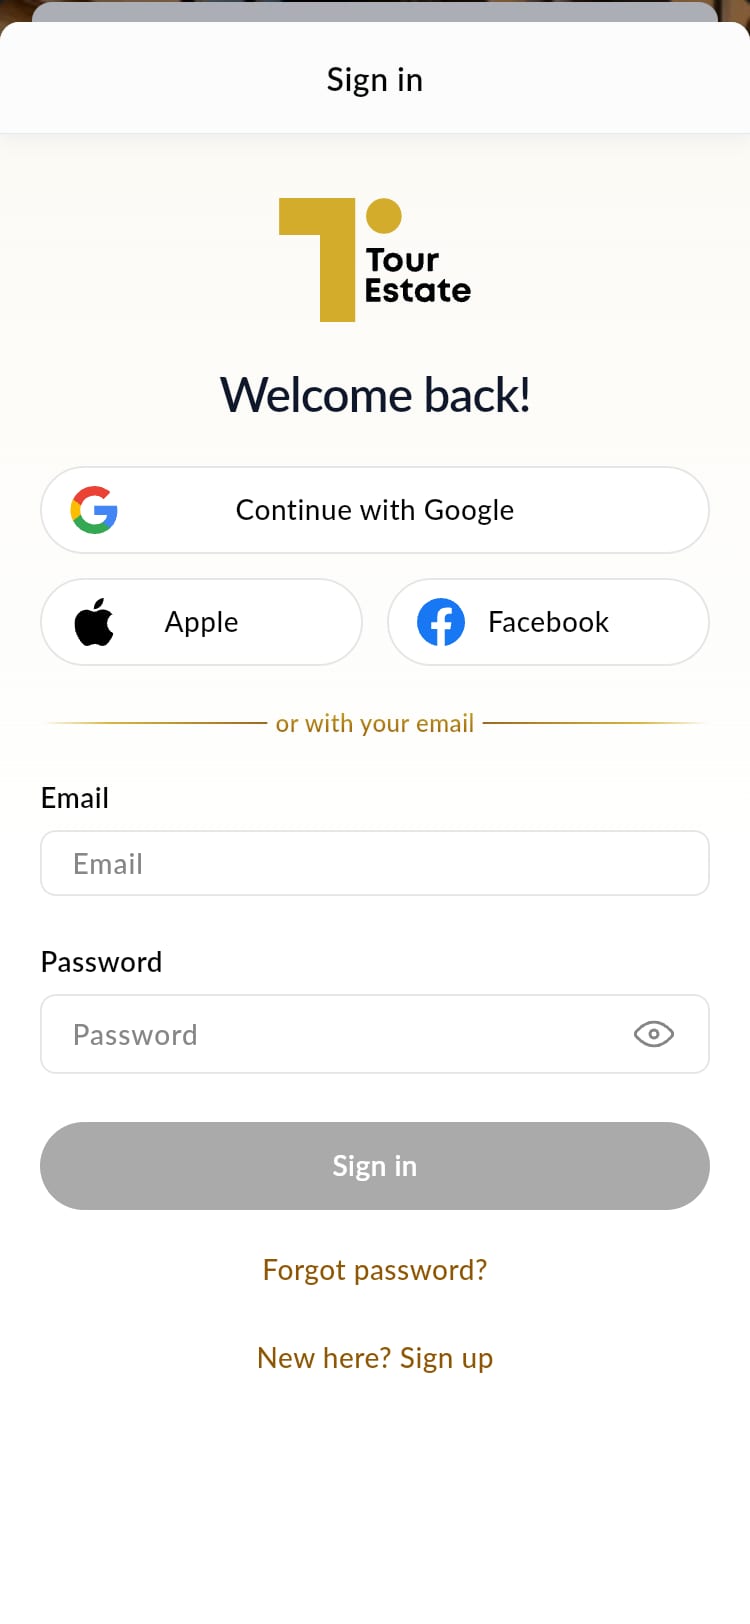 Sign in
Tour
Estate
Welcome back!
Continue with Google
Apple
Facebook
or with your email
Email
Email
Password
Password
Sign in
Forgot password?
New here? Sign up